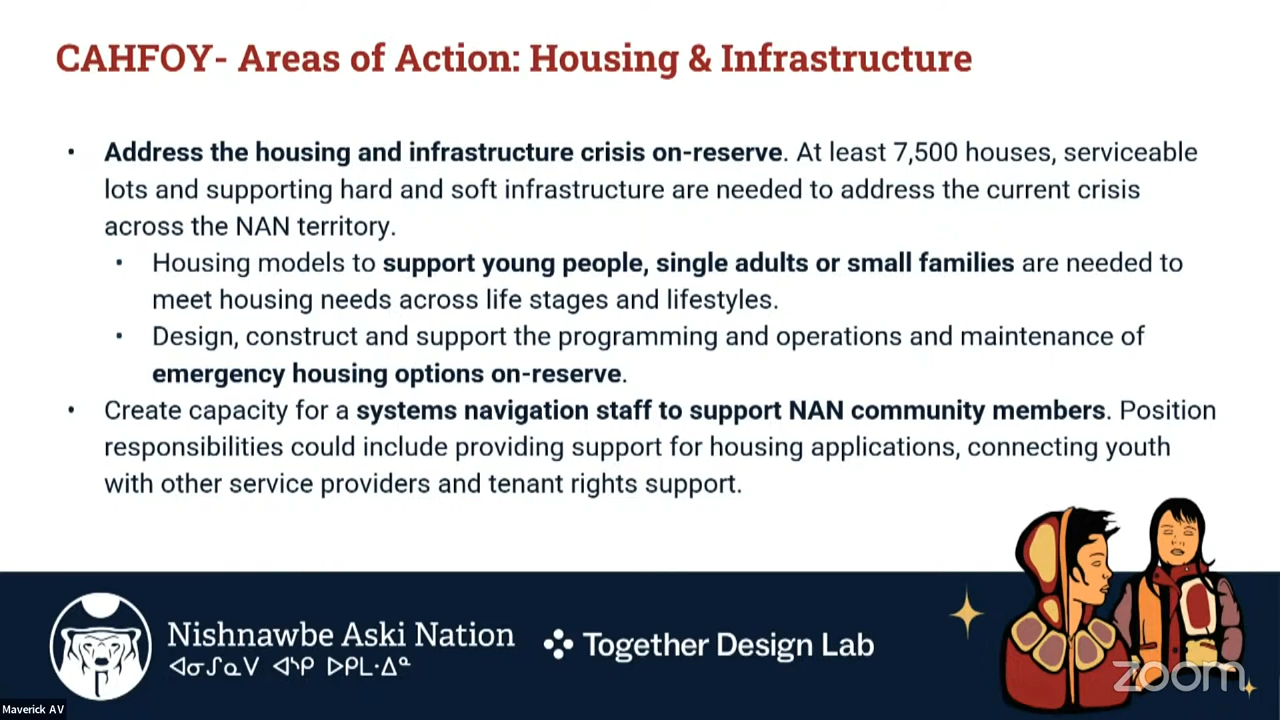 CAHFOY- Areas of Action: Housing & Infrastructure
• Address the housing and infrastructure crisis on-reserve. At least 7,500 houses, serviceable
lots and supporting hard and soft infrastructure are needed to address the current crisis
across the NAN territory.
• Housing models to support young people, single adults or small families are needed to
meet housing needs across life stages and lifestyles.
• Design, construct and support the programming and operations and maintenance of
emergency housing options on-reserve.
• Create capacity for a systems navigation staff to support NAN community members. Position
responsibilities could include providing support for housing applications, connecting youth
with other service providers and tenant rights support.
Nishnawbe Aski Nation
ᐊᓂᔑᓇᐯ ᐊᔅᑭ ᐅᑭᒪᐧᐃᓐ
Together Design Lab
zoom
Maverick AV